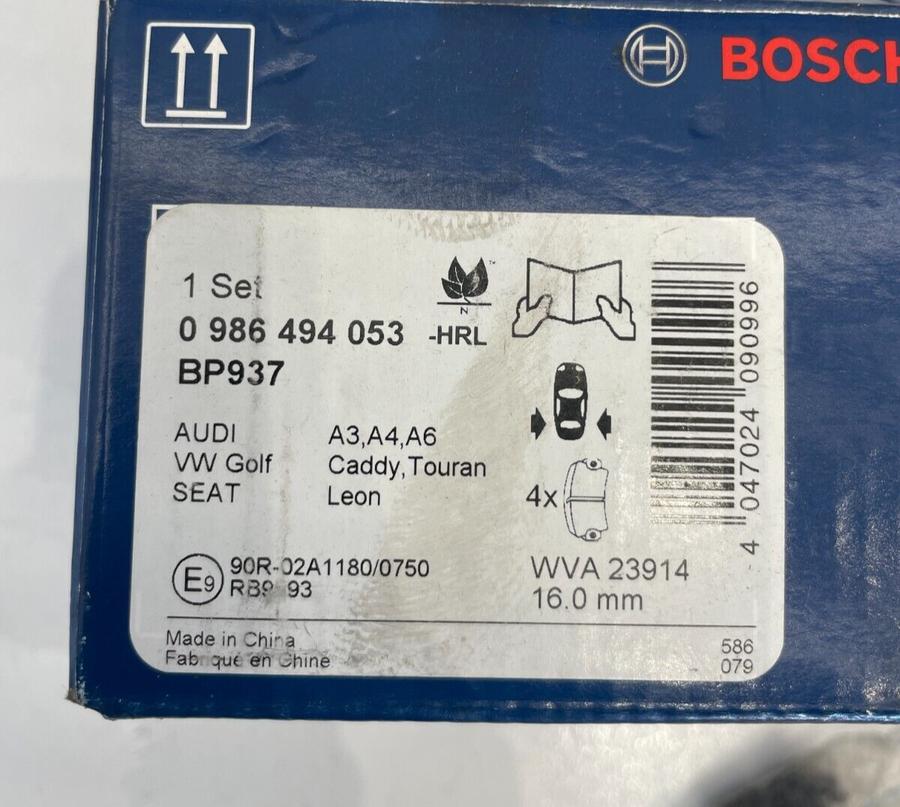 BOSCH
1 Set
0 986 494 053 -HRL
BP937
AUDI A3,A4,A6
VW Golf Caddy,Touran
SEAT Leon
4x
E9 90R-02A1180/0750
WVA 23914
16.0 mm
Made in China
Fabriqué en Chine
586
079
4 047024 090996
N
™